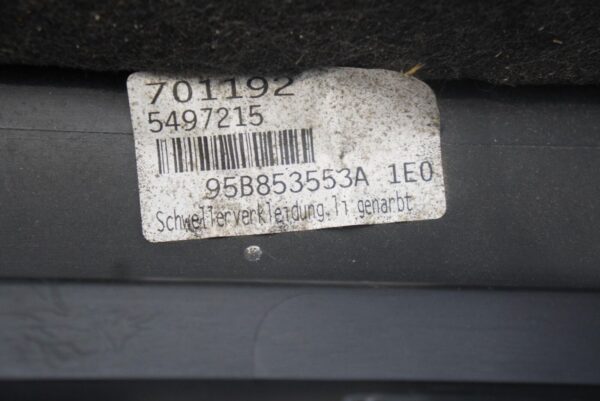 701192
5497215
95B853553A 1E0
Schwellerverkleidung.li genarbt